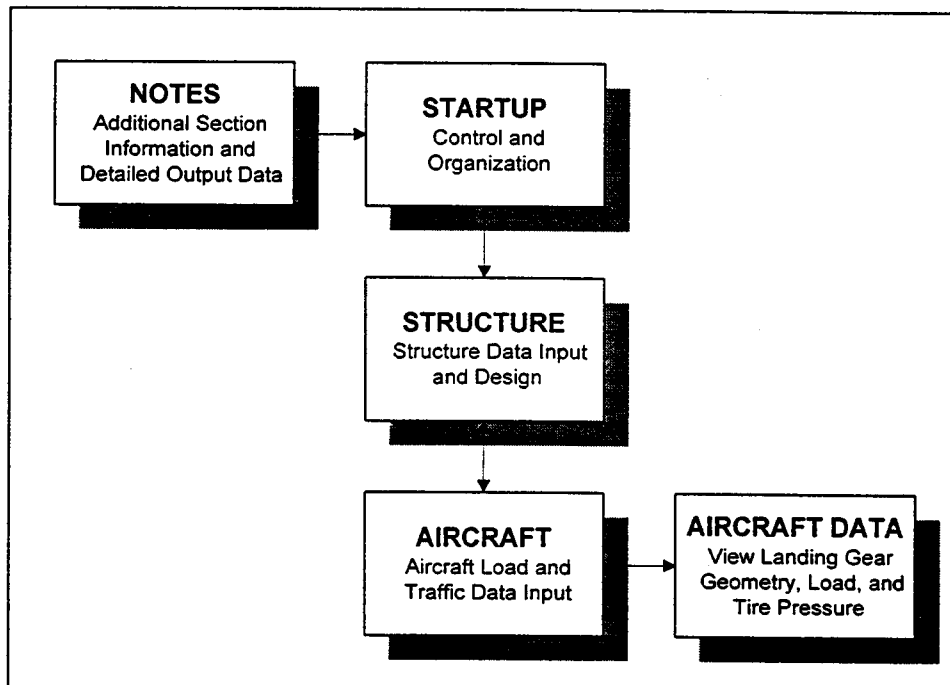 NOTES
Additional Section
Information and
Detailed Output Data
STARTUP
Control and
Organization
STRUCTURE
Structure Data Input
and Design
AIRCRAFT
Aircraft Load and
Traffic Data Input
AIRCRAFT DATA
View Landing Gear
Geometry, Load, and
Tire Pressure